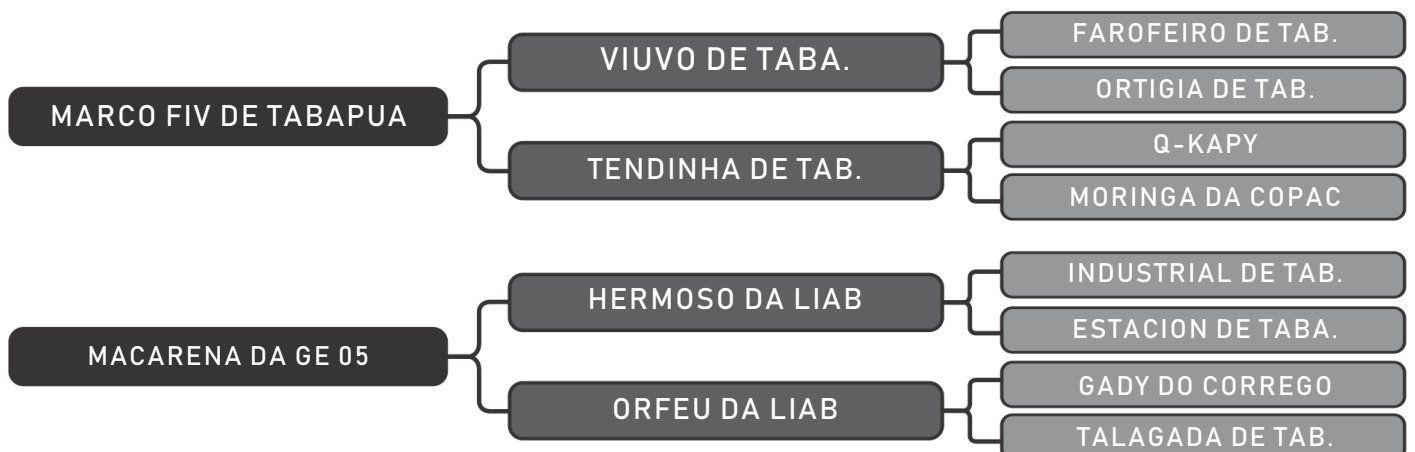 MARCO FIV DE TABAPUA
VIUVO DE TABA.
FAROFEIRO DE TAB.
ORTIGIA DE TAB.
TENDINHA DE TAB.
Q-KAPY
MORINGA DA COPAC
MACARENA DA GE 05
HERMOSO DA LIAB
INDUSTRIAL DE TAB.
ESTACION DE TABA.
ORFEU DA LIAB
GADY DO CORREGO
TALAGADA DE TAB.